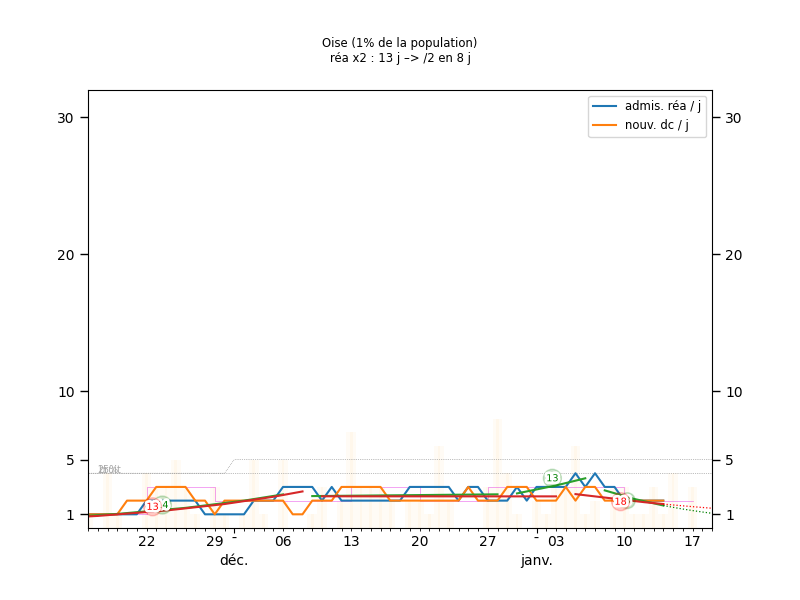 Oise (1% de la population)
réa x2 : 13 j –> /2 en 8 j
admis. réa / j
nouv. dc / j
30 30
20 20
10 10
5 5
1 1
13
13
18
22 29 06 13 20 27 03 10 17
déc. janv.